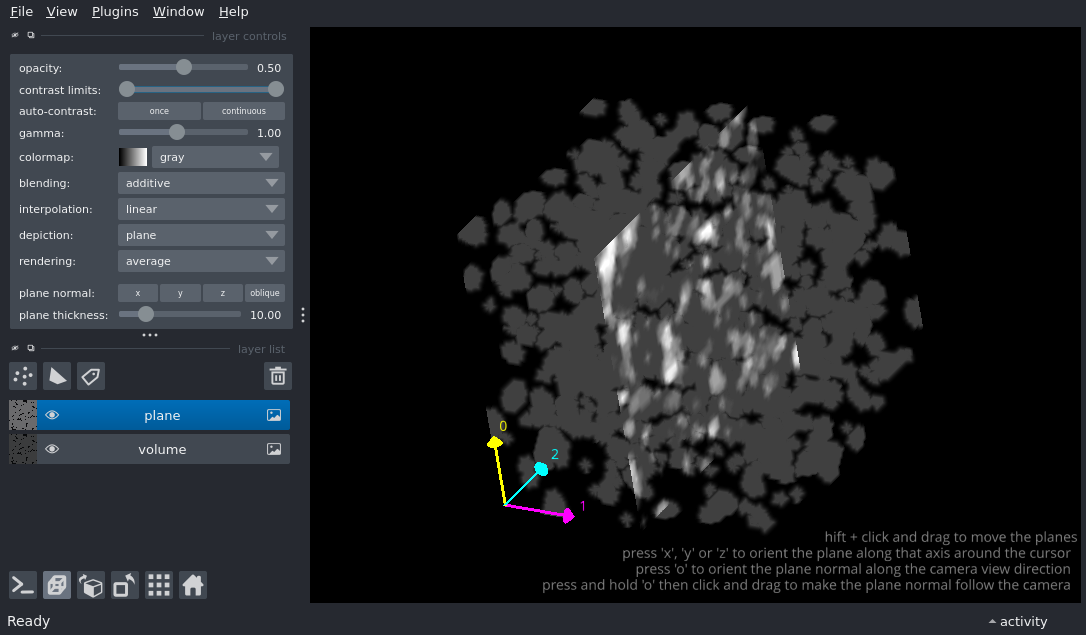 File View Plugins Window Help
layer controls
opacity: 0.50
contrast limits:
auto-contrast: once continuous
gamma: 1.00
colormap: gray
blending: additive
interpolation: linear
depiction: plane
rendering: average
plane normal: x y z oblique
plane thickness: 10.00
layer list
plane
volume
0
2
1
hift + click and drag to move the planes
press 'x', 'y' or 'z' to orient the plane along that axis around the cursor
press 'o' to orient the plane normal along the camera view direction
press and hold 'o' then click and drag to make the plane normal follow the camera
Ready activity